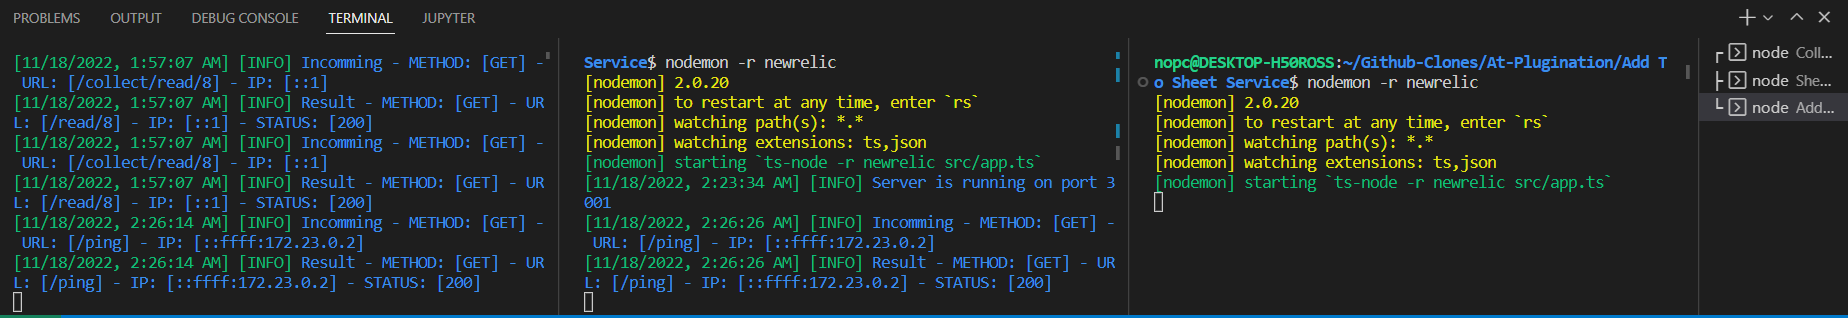 PROBLEMS OUTPUT DEBUG CONSOLE TERMINAL JUPYTER
[11/18/2022, 1:57:07 AM] [INFO] Incomming - METHOD: [GET] -
URL: [/collect/read/8] - IP: [::1]
[11/18/2022, 1:57:07 AM] [INFO] Result - METHOD: [GET] - UR
L: [/read/8] - IP: [::1] - STATUS: [200]
[11/18/2022, 1:57:07 AM] [INFO] Incomming - METHOD: [GET] -
URL: [/collect/read/8] - IP: [::1]
[11/18/2022, 1:57:07 AM] [INFO] Result - METHOD: [GET] - UR
L: [/read/8] - IP: [::1] - STATUS: [200]
[11/18/2022, 2:26:14 AM] [INFO] Incomming - METHOD: [GET] -
URL: [/ping] - IP: [::ffff:172.23.0.2]
[11/18/2022, 2:26:14 AM] [INFO] Result - METHOD: [GET] - UR
L: [/ping] - IP: [::ffff:172.23.0.2] - STATUS: [200]
Service$ nodemon -r newrelic
[nodemon] 2.0.20
[nodemon] to restart at any time, enter `rs`
[nodemon] watching path(s): *.*
[nodemon] watching extensions: ts,json
[nodemon] starting `ts-node -r newrelic src/app.ts`
[11/18/2022, 2:23:34 AM] [INFO] Server is running on port 3
001
[11/18/2022, 2:26:26 AM] [INFO] Incomming - METHOD: [GET] -
URL: [/ping] - IP: [::ffff:172.23.0.2]
[11/18/2022, 2:26:26 AM] [INFO] Result - METHOD: [GET] - UR
L: [/ping] - IP: [::ffff:172.23.0.2] - STATUS: [200]
nopc@DESKTOP-H50ROSS:~/Github-Clones/At-Plugination/Add T
o Sheet Service$ nodemon -r newrelic
[nodemon] 2.0.20
[nodemon] to restart at any time, enter `rs`
[nodemon] watching path(s): *.*
[nodemon] watching extensions: ts,json
[nodemon] starting `ts-node -r newrelic src/app.ts`
node Coll...
node She...
node Add...